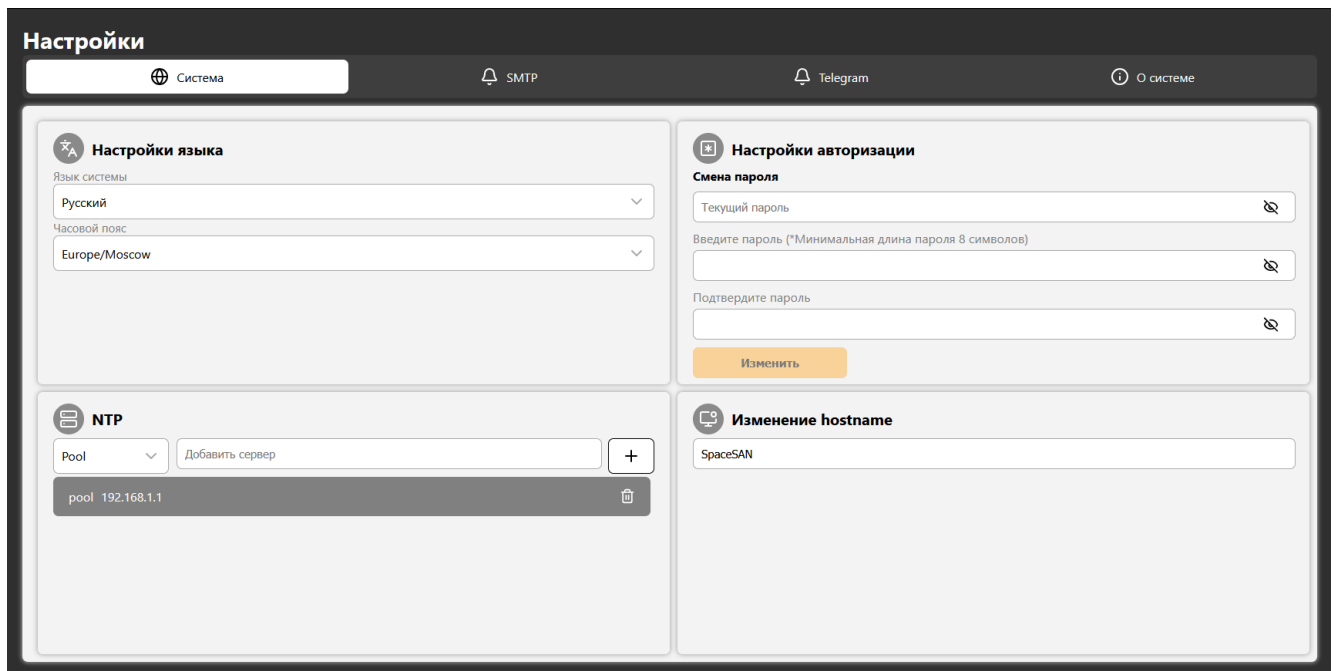 Настройки
Система
SMTP
Telegram
О системе
Настройки языка
Язык системы
Русский
Часовой пояс
Europe/Moscow
Настройки авторизации
Смена пароля
Текущий пароль
Введите пароль (*Минимальная длина пароля 8 символов)
Подтвердите пароль
Изменить
NTP
Pool
Добавить сервер
pool 192.168.1.1
Изменение hostname
SpaceSAN